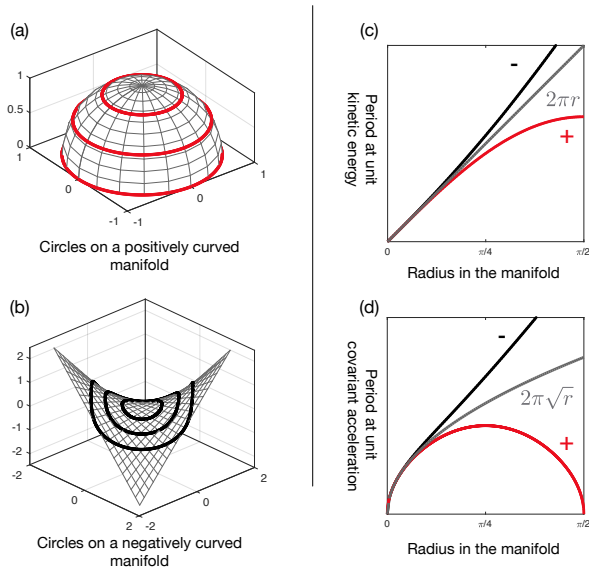 (a)
1
0.5
0
1
0
-1
-1
0
1
Circles on a positively curved
manifold
(b)
2
1
0
-1
-2
-2
0
2
-2
0
2
Circles on a negatively curved
manifold
(c)
Period at unit
kinetic energy
-
2πr
+
0
π/4
π/2
Radius in the manifold
(d)
Period at unit
covariant acceleration
-
2π√r
+
0
π/4
π/2
Radius in the manifold